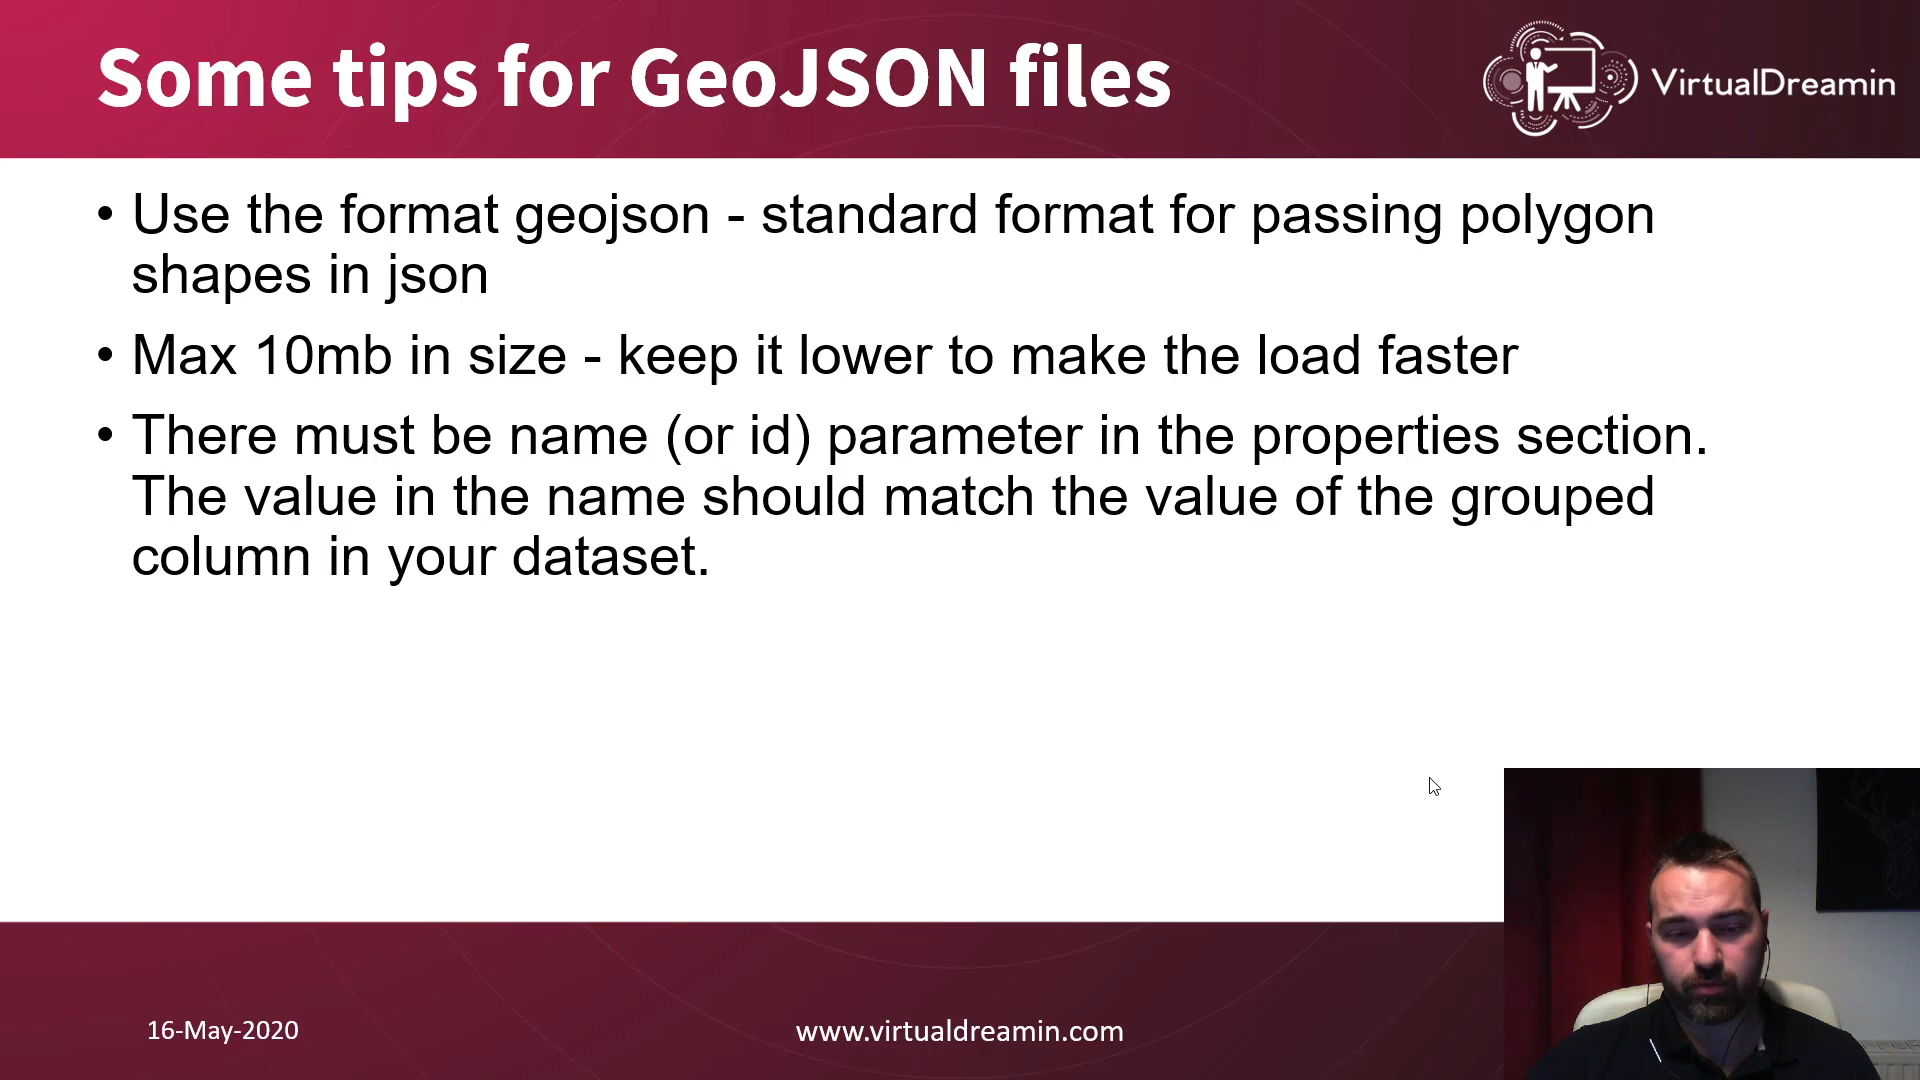 Some tips for GeoJSON files
VirtualDreamin
• Use the format geojson - standard format for passing polygon
shapes in json
• Max 10mb in size - keep it lower to make the load faster
• There must be name (or id) parameter in the properties section.
The value in the name should match the value of the grouped
column in your dataset.
16-May-2020
www.virtualdreamin.com